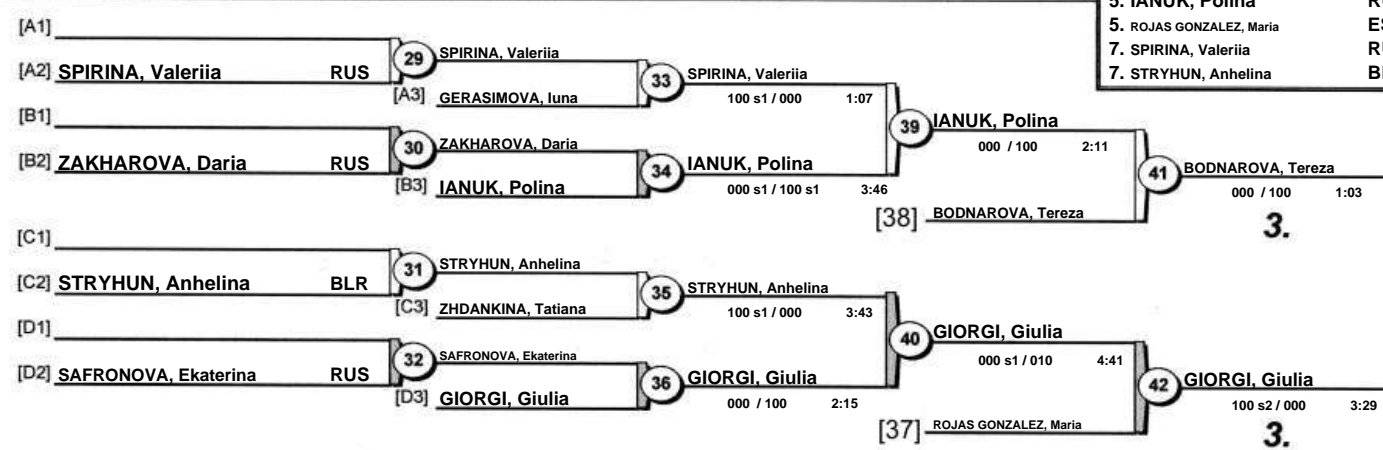 5. IANUK, Polina
5. ROJAS GONZALEZ, Maria
7. SPIRINA, Valeriia
7. STRYHUN, Anhelina
[A1]
[A2] SPIRINA, Valeriia RUS
29
SPIRINA, Valeriia
[A3] GERASIMOVA, Iuna
33
SPIRINA, Valeriia
100 s1 / 000 1:07
[B1]
[B2] ZAKHAROVA, Daria RUS
30
ZAKHAROVA, Daria
[B3] IANUK, Polina
34
IANUK, Polina
000 s1 / 100 s1 3:46
39
IANUK, Polina
000 / 100 2:11
[38] BODNAROVA, Tereza
41
BODNAROVA, Tereza
000 / 100 1:03
3.
[C1]
[C2] STRYHUN, Anhelina BLR
31
STRYHUN, Anhelina
[C3] ZHDANKINA, Tatiana
35
STRYHUN, Anhelina
100 s1 / 000 3:43
[D1]
[D2] SAFRONOVA, Ekaterina RUS
32
SAFRONOVA, Ekaterina
[D3] GIORGI, Giulia
36
GIORGI, Giulia
000 / 100 2:15
40
GIORGI, Giulia
000 s1 / 010 4:41
[37] ROJAS GONZALEZ, Maria
42
GIORGI, Giulia
100 s2 / 000 3:29
3.